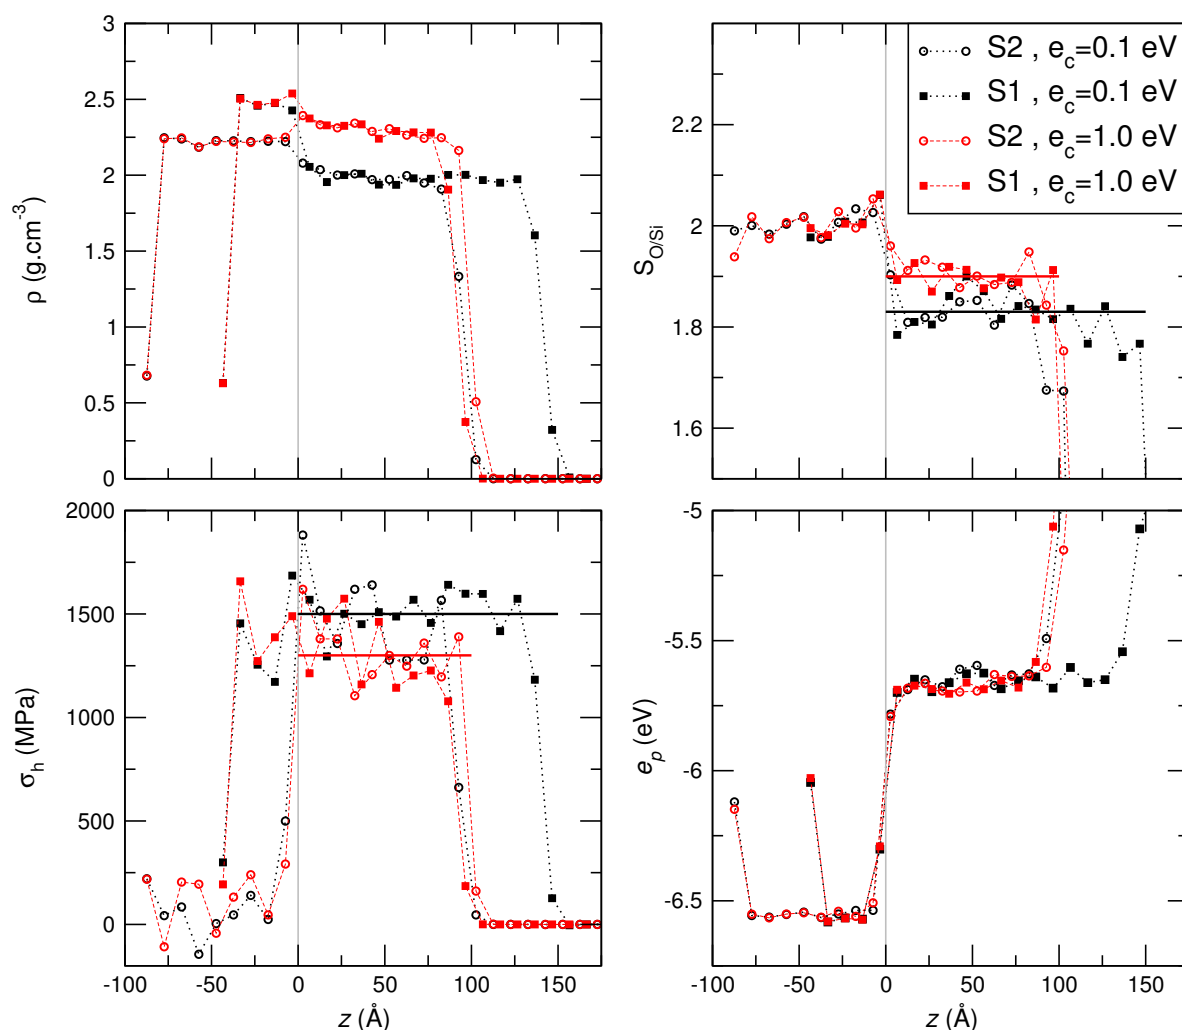 3
2.5
2
1.5
1
0.5
0
ρ (g.cm⁻³)
2.2
2
1.8
1.6
S_O/Si
S2 , e_c=0.1 eV
S1 , e_c=0.1 eV
S2 , e_c=1.0 eV
S1 , e_c=1.0 eV
2000
1500
1000
500
0
σ_h (MPa)
-100 -50 0 50 100 150
z (Å)
-5
-5.5
-6
-6.5
e_p (eV)
-100 -50 0 50 100 150
z (Å)